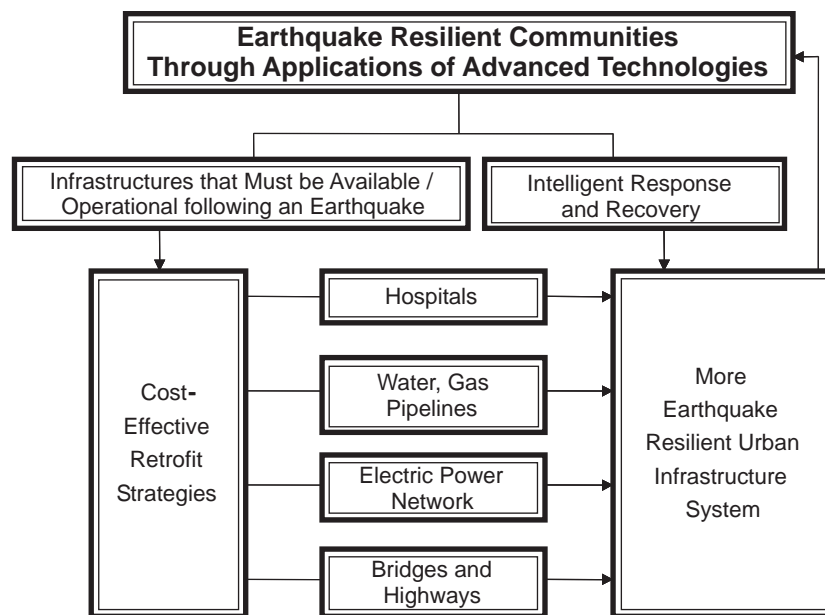 Earthquake Resilient Communities
Through Applications of Advanced Technologies
Infrastructures that Must be Available /
Operational following an Earthquake
Intelligent Response
and Recovery
Cost-
Effective
Retrofit
Strategies
Hospitals
Water, Gas
Pipelines
Electric Power
Network
Bridges and
Highways
More
Earthquake
Resilient Urban
Infrastructure
System